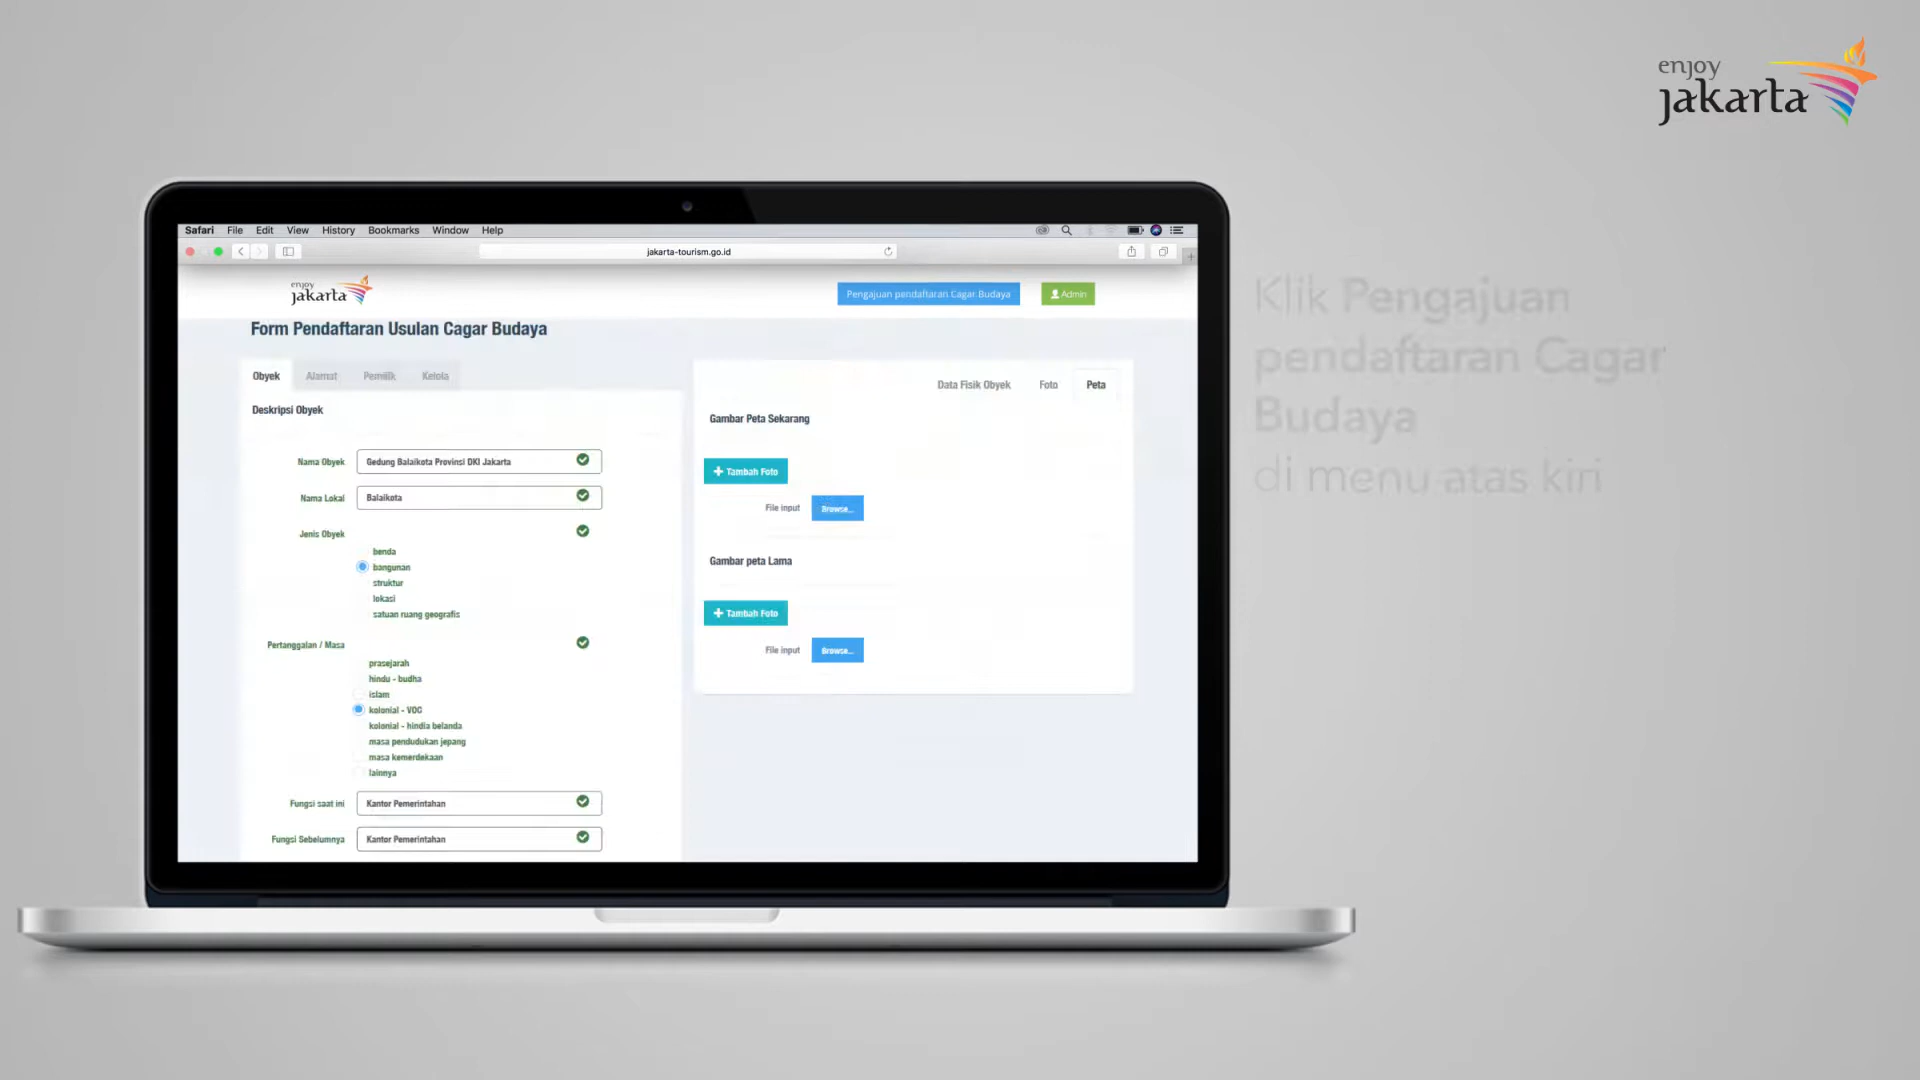 enjoy
jakarta
Safari File Edit View History Bookmarks Window Help
jakarta-tourism.go.id
enjoy
jakarta
Pengajuan pendaftaran Cagar Budaya
Admin
Form Pendaftaran Usulan Cagar Budaya
Obyek Alamat Pemilik Kelola
Deskripsi Obyek
Nama Obyek Gedung Balaikota Provinsi DKI Jakarta
Nama Lokal Balaikota
Jenis Obyek
benda
bangunan
struktur
lokasi
satuan ruang geografis
Pertanggalan / Masa
prasejarah
hindu - budha
islam
kolonial - VOC
kolonial - hindia belanda
masa pendudukan jepang
masa kemerdekaan
lainnya
Fungsi saat ini Kantor Pemerintahan
Fungsi Sebelumnya Kantor Pemerintahan
Data Fisik Obyek Foto Peta
Gambar Peta Sekarang
+ Tambah Foto
File input Browse...
Gambar peta Lama
+ Tambah Foto
File input Browse...
Klik Pengajuan
pendaftaran Cagar
Budaya
di menu atas kiri